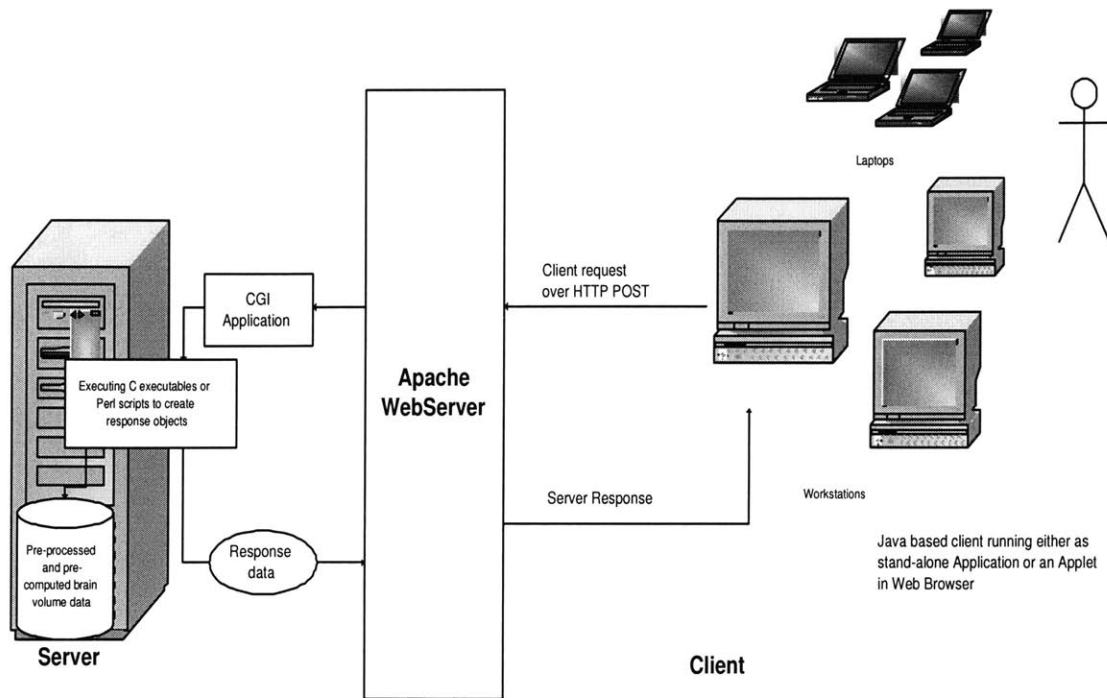 Laptops
Client request
over HTTP POST
CGI
Application
Apache
WebServer
Executing C executables or
Perl scripts to create
response objects
Server Response
Workstations
Pre-processed
and pre-
computed brain
volume data
Response
data
Java based client running either as
stand-alone Application or an Applet
in Web Browser
Server
Client